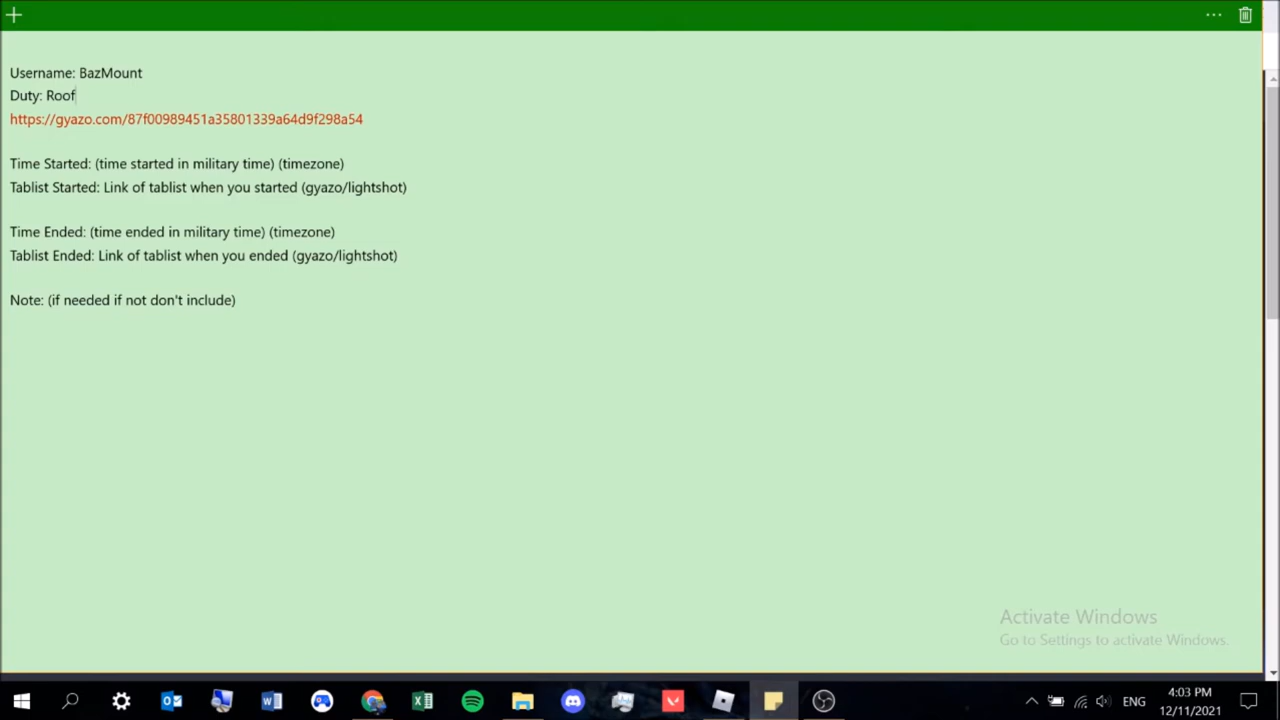 Username: BazMount
Duty: Roof
https://gyazo.com/87f00989451a35801339a64d9f298a54
Time Started: (time started in military time) (timezone)
Tablist Started: Link of tablist when you started (gyazo/lightshot)
Time Ended: (time ended in military time) (timezone)
Tablist Ended: Link of tablist when you ended (gyazo/lightshot)
Note: (if needed if not don't include)
Activate Windows
Go to Settings to activate Windows.
ENG
4:03 PM
12/11/2021